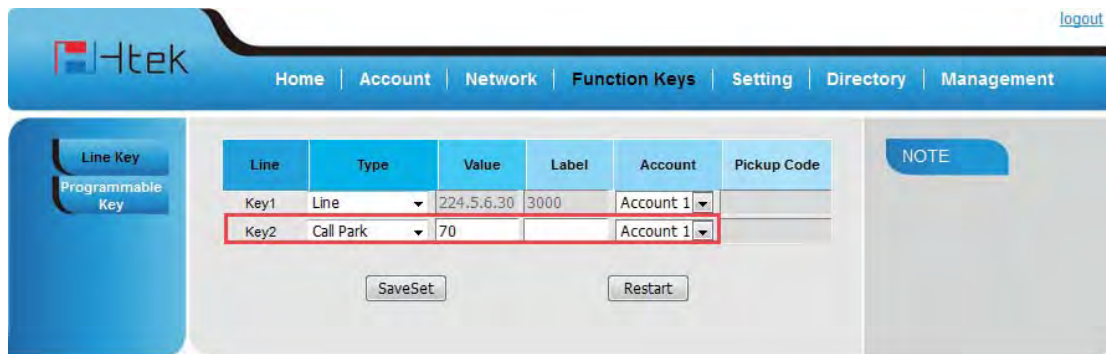 logout
Htek
Home | Account | Network | Function Keys | Setting | Directory | Management
Line Key
Programmable Key
NOTE
Line Type Value Label Account Pickup Code
Key1 Line 224.5.6.30 3000 Account 1
Key2 Call Park 70 Account 1
SaveSet Restart